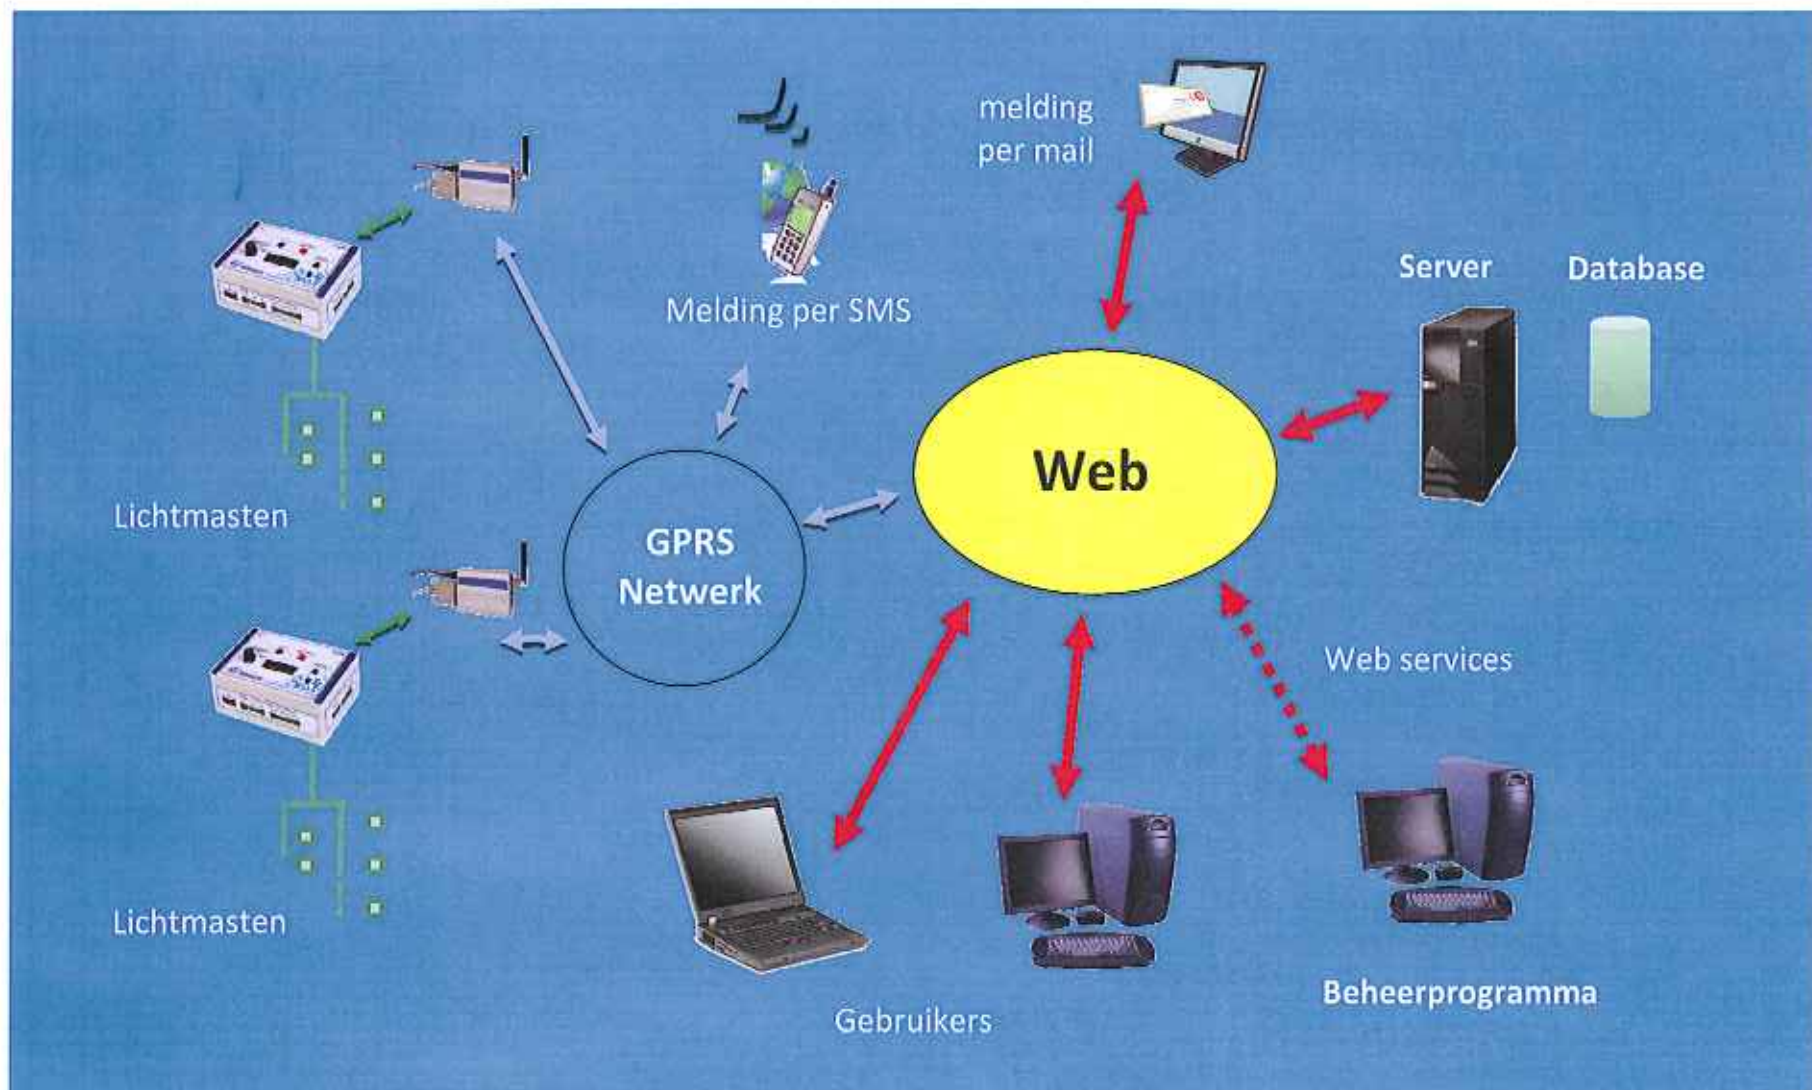 melding
per mail
Server
Database
Melding per SMS
Web
Lichtmasten
GPRS
Netwerk
Web services
Lichtmasten
Beheerprogramma
Gebruikers